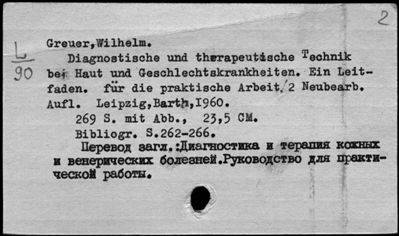 2
Greuer,Wilhelm.
L
90
Diagnostische und therapeutische Technik
bei Haut und Geschlechtskrankheiten. Ein Leit-
faden. für die praktische Arbeit,2 Neubearb.
Aufl. Leipzig,Barth,1960.
269 S. mit Abb., 23,5 CM.
Bibliogr. S.262-266.
Перевод загл.:Диагностика и терапия кожных
и венерических болезней.Руководство для практи-
ческой работы.